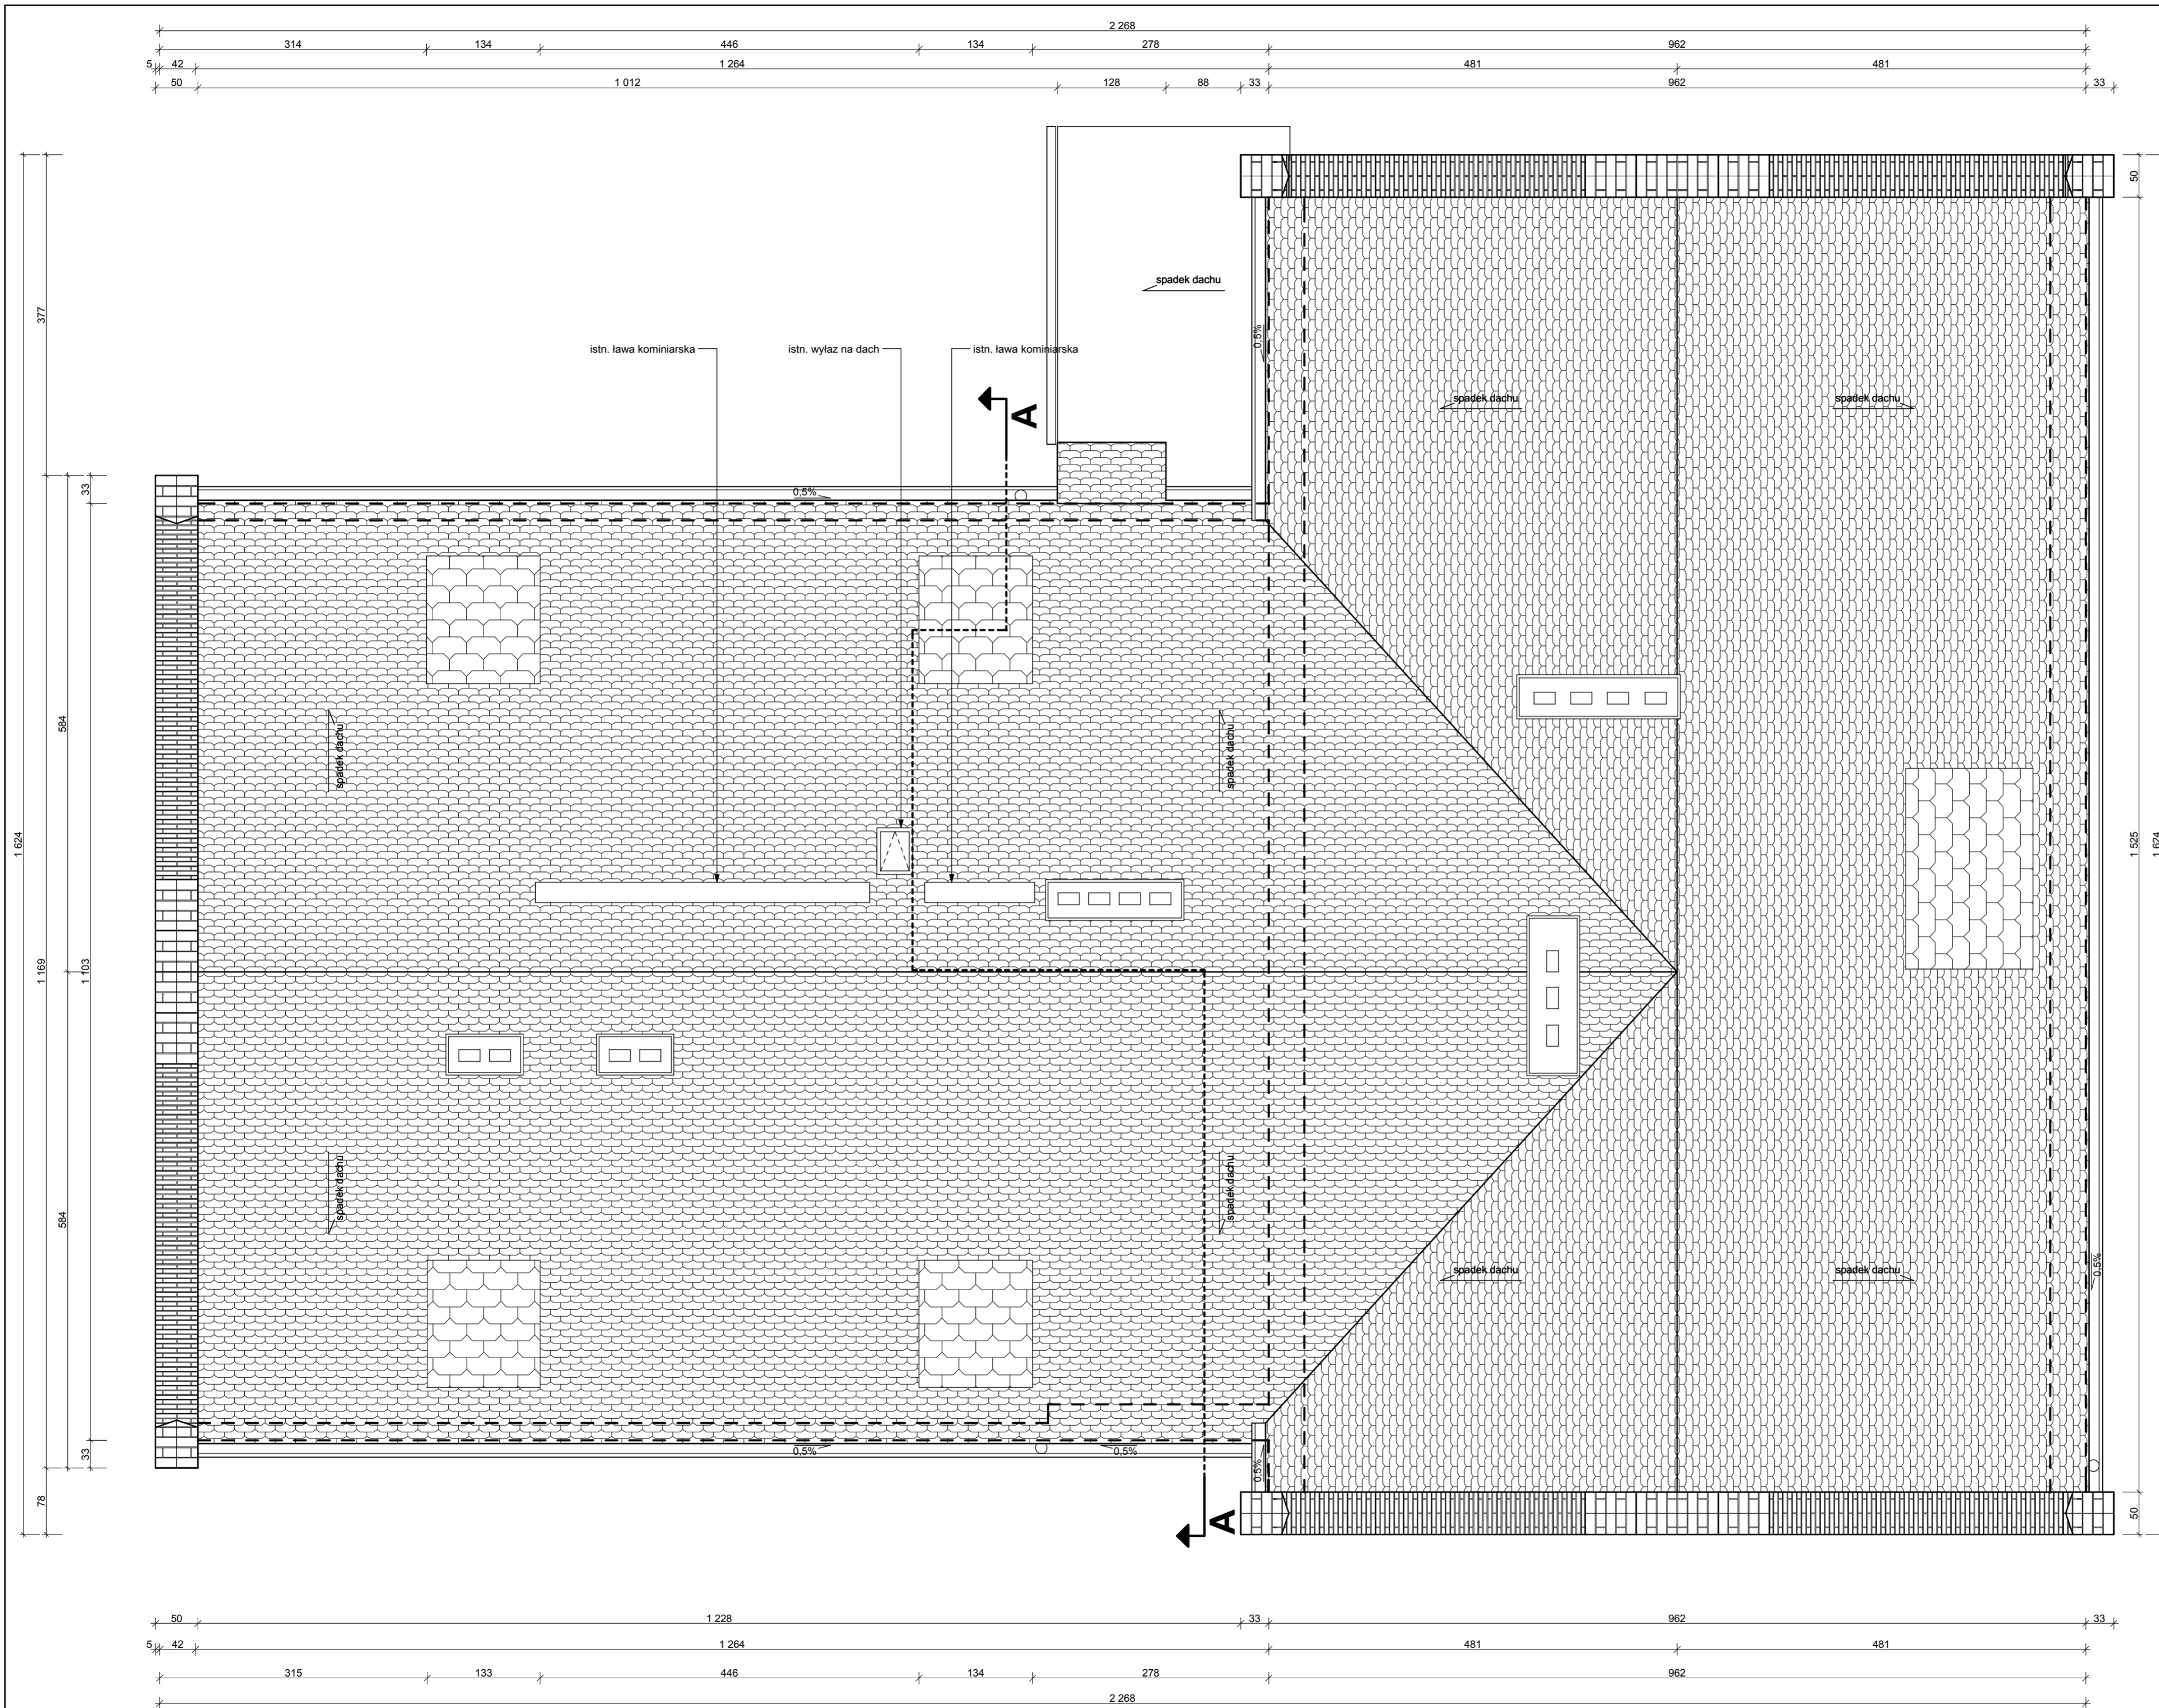 2 268
314 134 446 134 278 962
5 42 1 264 481 481
50 1 012 128 88 33 962 33
50
377
spadek dachu
0,5%
istn. ława kominiarska
istn. wyłaz na dach
istn. ława kominiarska
spadek dachu
spadek dachu
A
33
0,5%
584
spadek dachu
spadek dachu
1 624
1 169
1 103
1 525
1 624
584
spadek dachu
spadek dachu
spadek dachu
spadek dachu
0,5%
33
0,5%
0,5%
0,5%
78
A
50
50 1 228 33 962 33
5 42 1 264 481 481
315 133 446 134 278 962
2 268